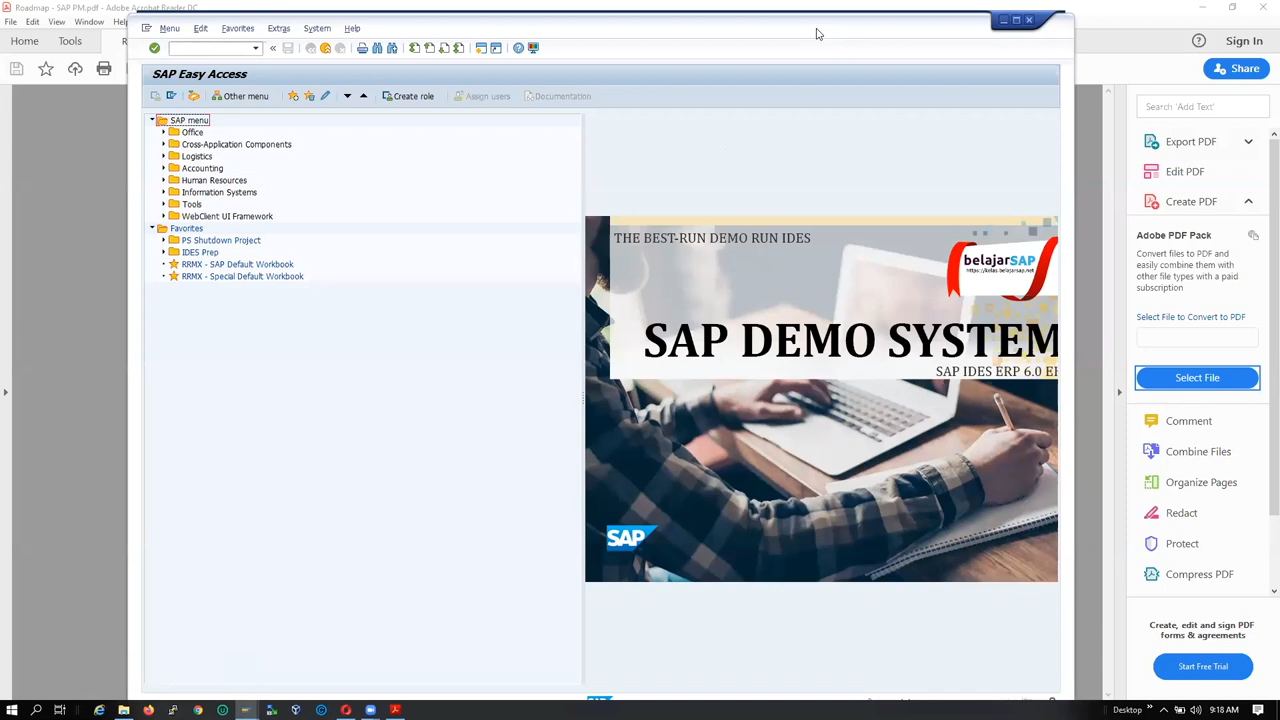 Roadmap - SAP PM.pdf - Adobe Acrobat Reader DC
File Edit View Window H
Home Tools R
Sign In
Share
Menu Edit Favorites Extras System Help
SAP Easy Access
Other menu Create role Assign users Documentation
SAP menu
Office
Cross-Application Components
Logistics
Accounting
Human Resources
Information Systems
Tools
WebClient UI Framework
Favorites
PS Shutdown Project
IDES Prep
RRMX - SAP Default Workbook
RRMX - Special Default Workbook
THE BEST-RUN DEMO RUN IDES
belajarSAP
https://kelas.belajarsap.net
SAP DEMO SYSTEM
SAP IDES ERP 6.0 EH
SAP
Search 'Add Text'
Export PDF
Edit PDF
Create PDF
Adobe PDF Pack
Convert files to PDF and
easily combine them with
other file types with a paid
subscription
Select File to Convert to PDF
Select File
Comment
Combine Files
Organize Pages
Redact
Protect
Compress PDF
Create, edit and sign PDF
forms & agreements
Start Free Trial
Desktop 9:18 AM